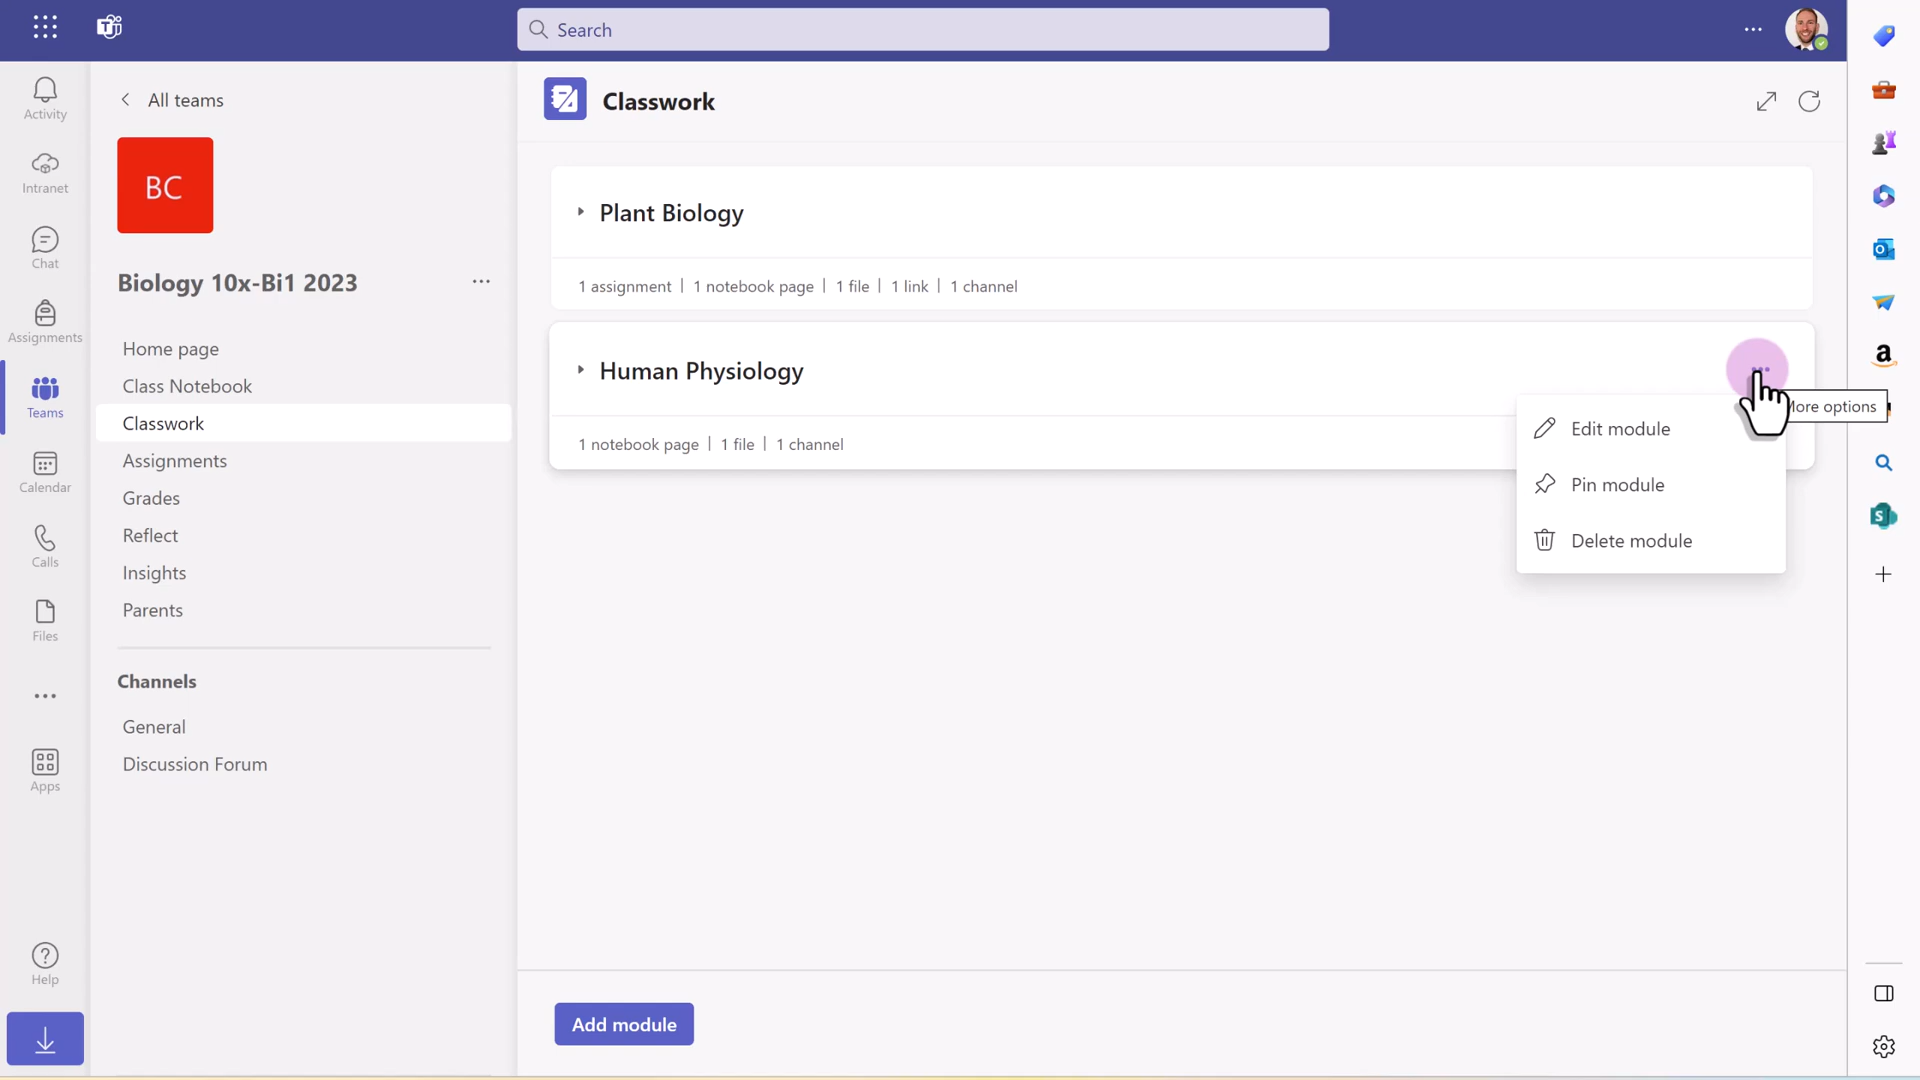 Search
Activity
Intranet
Chat
Assignments
Teams
Calendar
Calls
Files
Apps
Help
All teams
BC
Biology 10x-Bi1 2023
Home page
Class Notebook
Classwork
Assignments
Grades
Reflect
Insights
Parents
Channels
General
Discussion Forum
Classwork
Plant Biology
1 assignment | 1 notebook page | 1 file | 1 link | 1 channel
Human Physiology
1 notebook page | 1 file | 1 channel
More options
Edit module
Pin module
Delete module
Add module